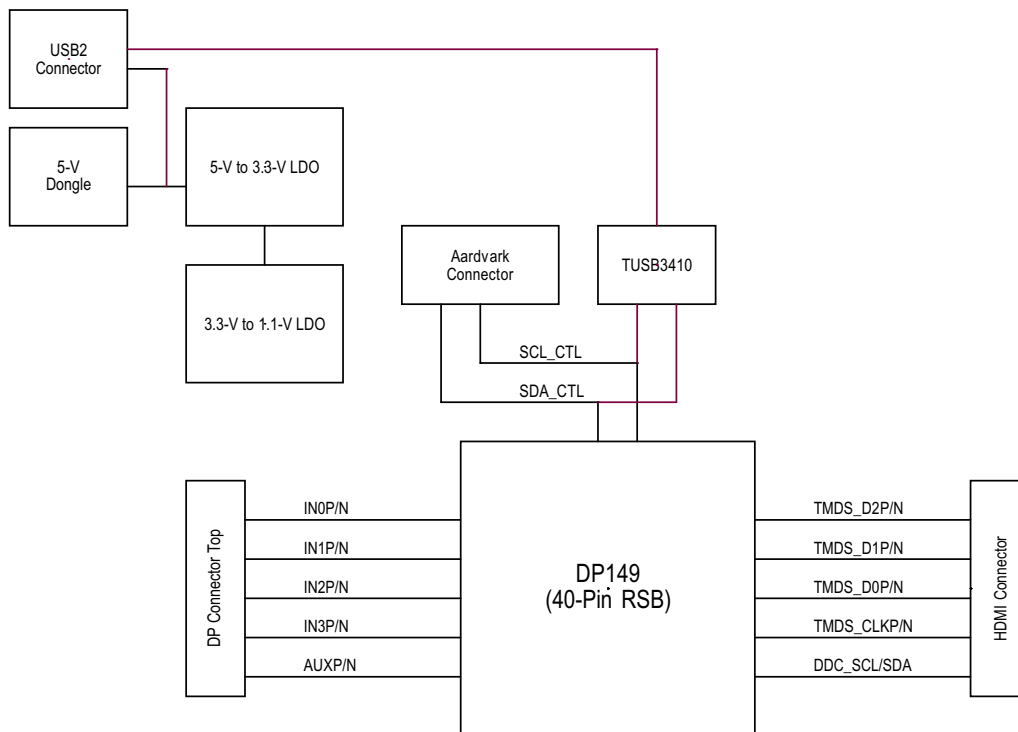 USB2
Connector
5-V
Dongle
5-V to 3.3-V LDO
3.3-V to 1.1-V LDO
Aardvark
Connector
TUSB3410
SCL_CTL
SDA_CTL
DP Connector Top
IN0P/N
IN1P/N
IN2P/N
IN3P/N
AUXP/N
DP149
(40-Pin RSB)
TMDS_D2P/N
TMDS_D1P/N
TMDS_D0P/N
TMDS_CLKP/N
DDC_SCL/SDA
HDMI Connector